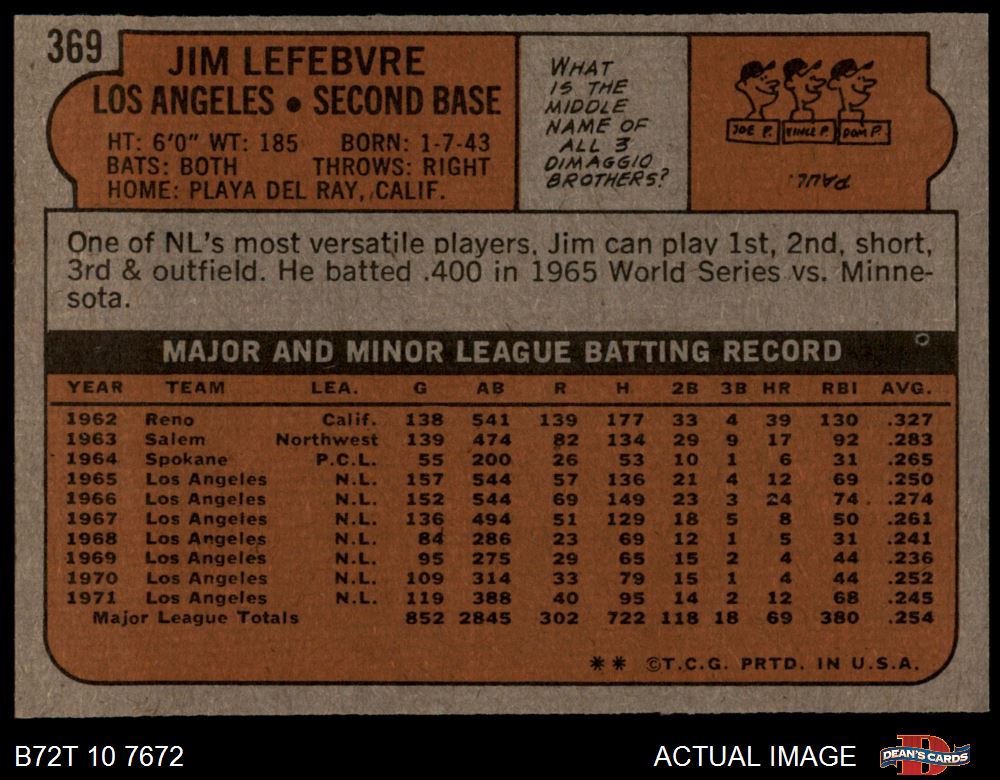 369
JIM LEFEBVRE
LOS ANGELES • SECOND BASE
HT: 6'0" WT: 185 BORN: 1-7-43
BATS: BOTH THROWS: RIGHT
HOME: PLAYA DEL RAY, CALIF.
WHAT
IS THE
MIDDLE
NAME OF
ALL 3
DIMAGGIO
BROTHERS?
JOE P. VINCE P. DOM P.
PAUL.
One of NL's most versatile players, Jim can play 1st, 2nd, short,
3rd & outfield. He batted .400 in 1965 World Series vs. Minne-
sota.
MAJOR AND MINOR LEAGUE BATTING RECORD
YEAR TEAM LEA. G AB R H 2B 3B HR RBI AVG.
1962 Reno Calif. 138 541 139 177 33 4 39 130 .327
1963 Salem Northwest 139 474 82 134 29 9 17 92 .283
1964 Spokane P.C.L. 55 200 26 53 10 1 6 31 .265
1965 Los Angeles N.L. 157 544 57 136 21 4 12 69 .250
1966 Los Angeles N.L. 152 544 69 149 23 3 24 74 .274
1967 Los Angeles N.L. 136 494 51 129 18 5 8 50 .261
1968 Los Angeles N.L. 84 286 23 69 12 1 5 31 .241
1969 Los Angeles N.L. 95 275 29 65 15 2 4 44 .236
1970 Los Angeles N.L. 109 314 33 79 15 1 4 44 .252
1971 Los Angeles N.L. 119 388 40 95 14 2 12 68 .245
Major League Totals 852 2845 302 722 118 18 69 380 .254
** ©T.C.G. PRTD. IN U.S.A.
B72T 10 7672
ACTUAL IMAGE
DEAN'S CARDS